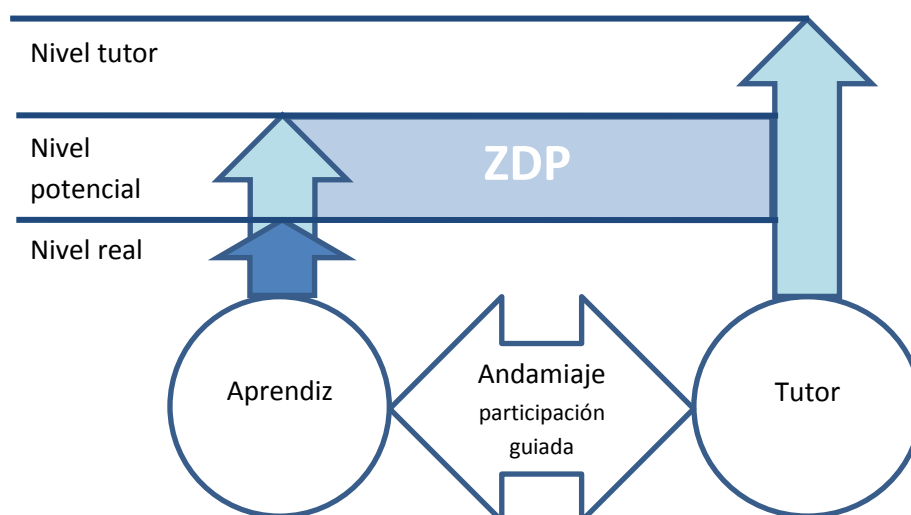 Nivel tutor
Nivel
potencial
ZDP
Nivel real
Aprendiz
Andamiaje
participación
guiada
Tutor